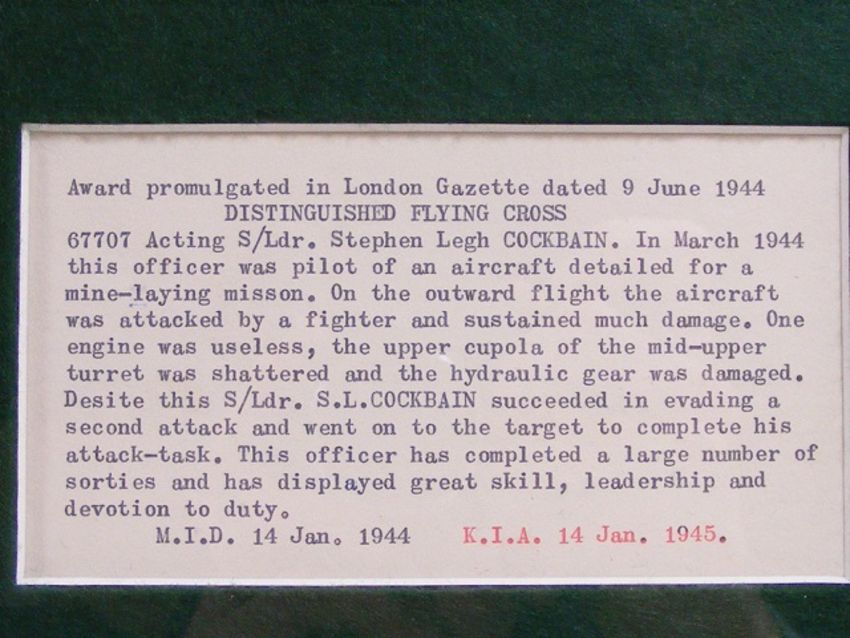 Award promulgated in London Gazette dated 9 June 1944
DISTINGUISHED FLYING CROSS
67707 Acting S/Ldr. Stephen Legh COCKBAIN. In March 1944
this officer was pilot of an aircraft detailed for a
mine-laying misson. On the outward flight the aircraft
was attacked by a fighter and sustained much damage. One
engine was useless, the upper cupola of the mid-upper
turret was shattered and the hydraulic gear was damaged.
Desite this S/Ldr. S.L.COCKBAIN succeeded in evading a
second attack and went on to the target to complete his
attack-task. This officer has completed a large number of
sorties and has displayed great skill, leadership and
devotion to duty.
M.I.D. 14 Jan. 1944 K.I.A. 14 Jan. 1945.